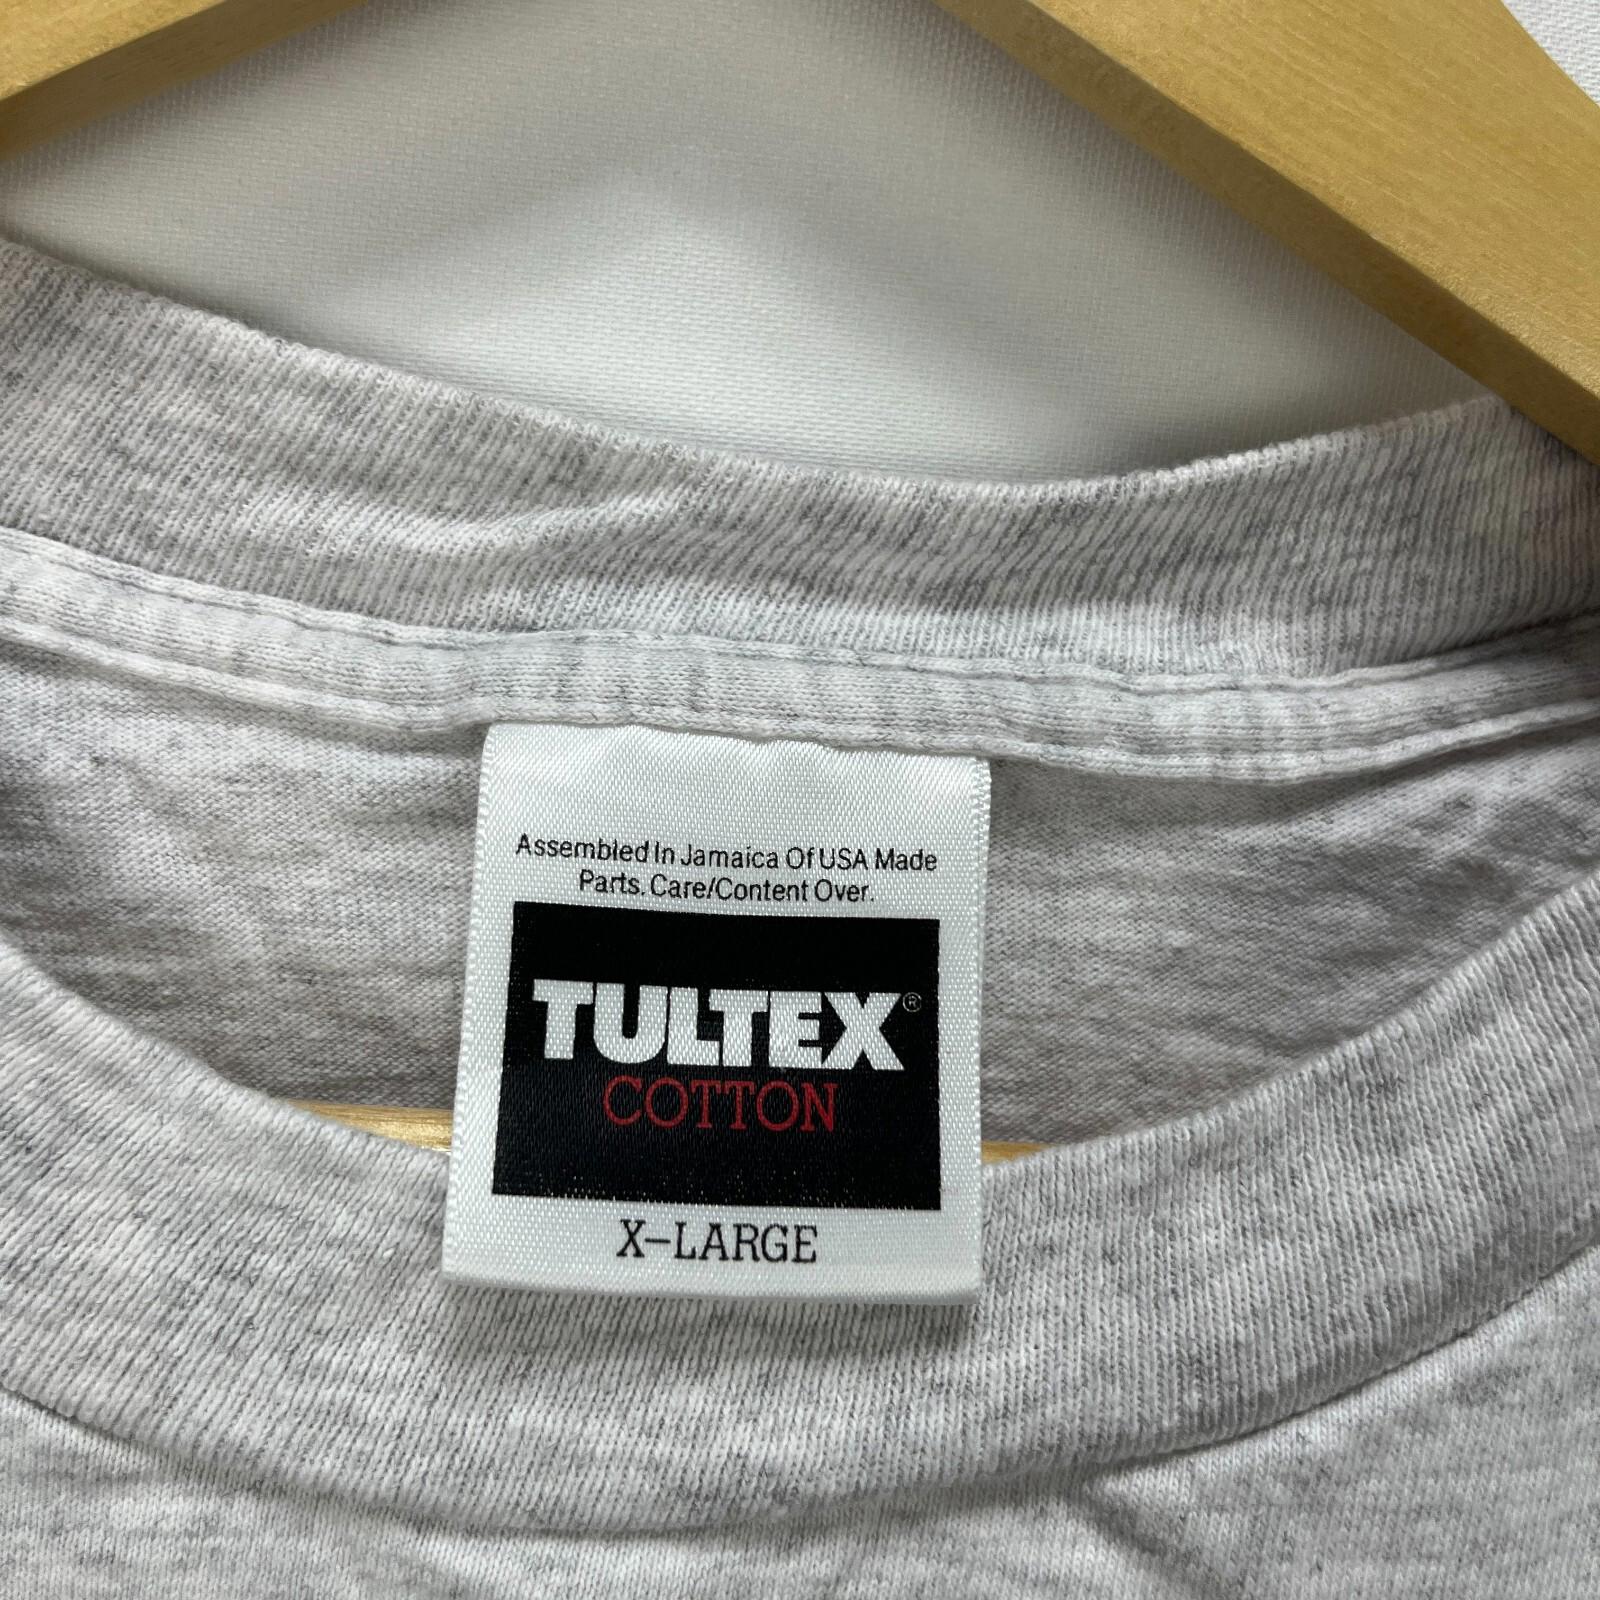 Assembled In Jamaica Of USA Made
Parts. Care/Content Over.
TULTEX®
COTTON
X-LARGE